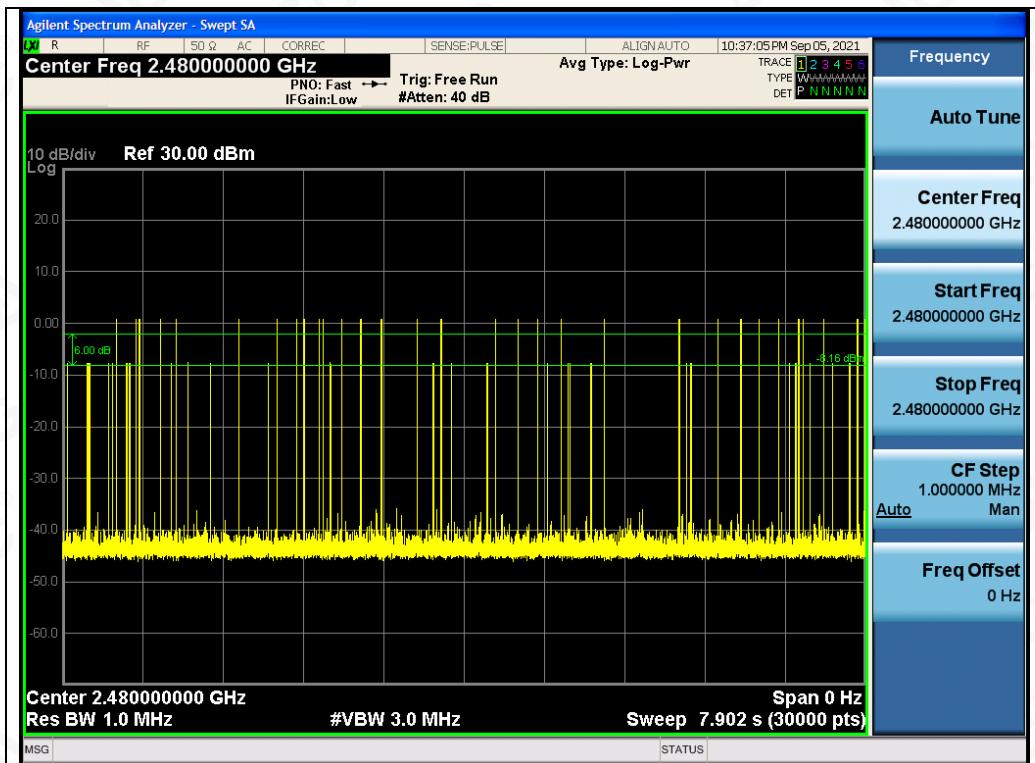 Agilent Spectrum Analyzer - Swept SA
LXI R RF 50 Ω AC CORREC SENSE:PULSE ALIGN AUTO 10:37:05 PM Sep 05, 2021
Center Freq 2.480000000 GHz
PNO: Fast
IFGain:Low
Trig: Free Run
#Atten: 40 dB
Avg Type: Log-Pwr
TRACE 1 2 3 4 5 6
TYPE
DET P N N N N N
10 dB/div Ref 30.00 dBm
Log
20.0
10.0
0.00
6.00 dB
-8.16 dBm
-10.0
-20.0
-30.0
-40.0
-50.0
-60.0
Center 2.480000000 GHz Span 0 Hz
Res BW 1.0 MHz #VBW 3.0 MHz Sweep 7.902 s (30000 pts)
MSG STATUS
Frequency
Auto Tune
Center Freq
2.480000000 GHz
Start Freq
2.480000000 GHz
Stop Freq
2.480000000 GHz
CF Step
1.000000 MHz
Auto Man
Freq Offset
0 Hz